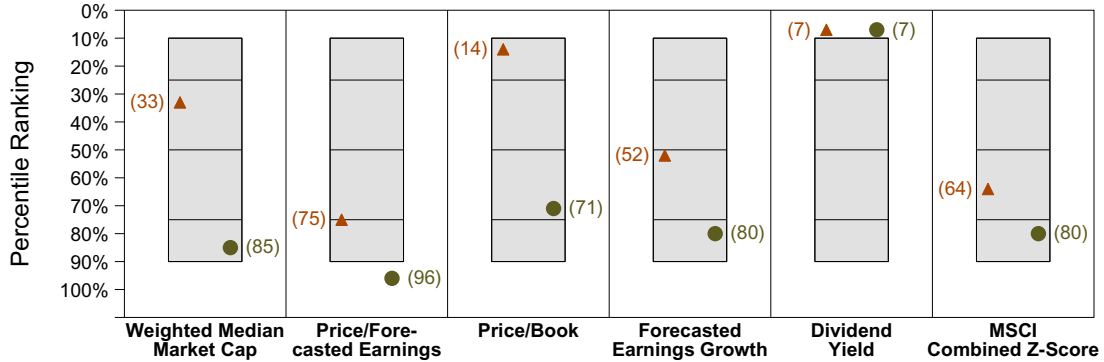 Percentile Ranking
0%
10%
20%
30%
40%
50%
60%
70%
80%
90%
100%
(33)
(85)
(75)
(96)
(14)
(71)
(52)
(80)
(7)
(7)
(64)
(80)
Weighted Median
Market Cap
Price/Fore-
casted Earnings
Price/Book
Forecasted
Earnings Growth
Dividend
Yield
MSCI
Combined Z-Score